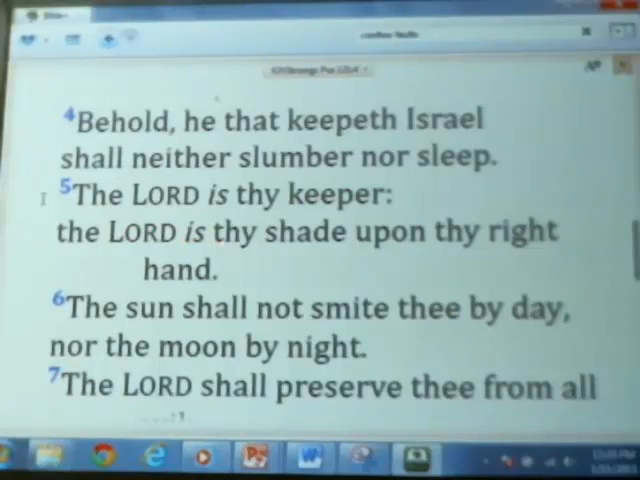 4Behold, he that keepeth Israel
shall neither slumber nor sleep.
5The LORD is thy keeper:
the LORD is thy shade upon thy right
hand.
6The sun shall not smite thee by day,
nor the moon by night.
7The LORD shall preserve thee from all